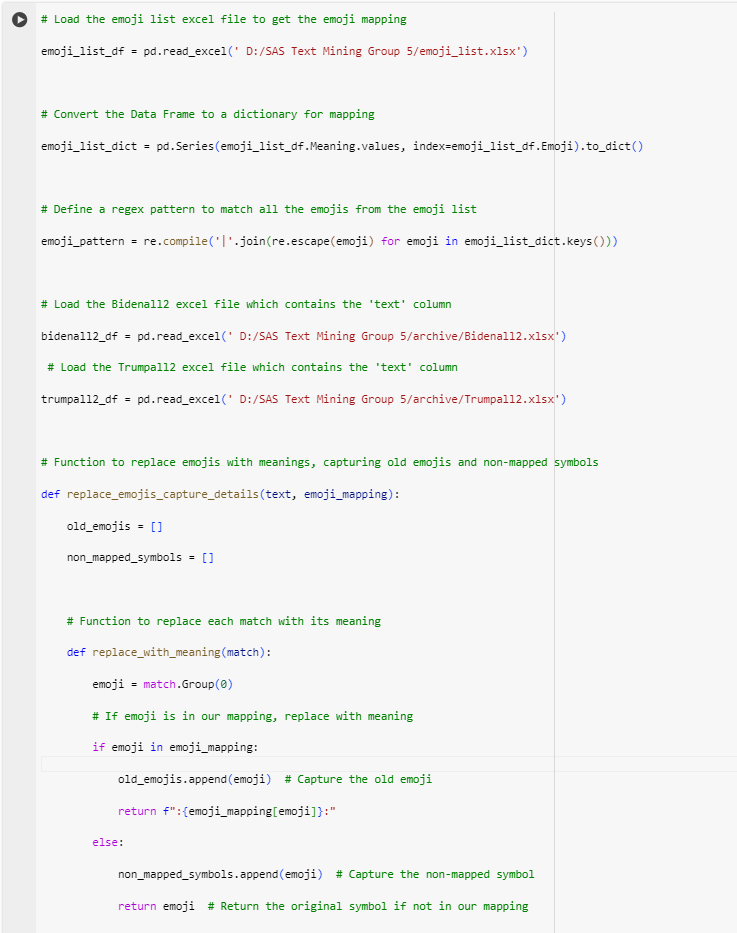 # Load the emoji list excel file to get the emoji mapping
emoji_list_df = pd.read_excel(' D:/SAS Text Mining Group 5/emoji_list.xlsx')
# Convert the Data Frame to a dictionary for mapping
emoji_list_dict = pd.Series(emoji_list_df.Meaning.values, index=emoji_list_df.Emoji).to_dict()
# Define a regex pattern to match all the emojis from the emoji list
emoji_pattern = re.compile('|'.join(re.escape(emoji) for emoji in emoji_list_dict.keys()))
# Load the Bidenall2 excel file which contains the 'text' column
bidenall2_df = pd.read_excel(' D:/SAS Text Mining Group 5/archive/Bidenall2.xlsx')
 # Load the Trumpall2 excel file which contains the 'text' column
trumpall2_df = pd.read_excel(' D:/SAS Text Mining Group 5/archive/Trumpall2.xlsx')
# Function to replace emojis with meanings, capturing old emojis and non-mapped symbols
def replace_emojis_capture_details(text, emoji_mapping):
    old_emojis = []
    non_mapped_symbols = []
    # Function to replace each match with its meaning
    def replace_with_meaning(match):
        emoji = match.Group(0)
        # If emoji is in our mapping, replace with meaning
        if emoji in emoji_mapping:
            old_emojis.append(emoji)  # Capture the old emoji
            return f":{emoji_mapping[emoji]}:"
        else:
            non_mapped_symbols.append(emoji)  # Capture the non-mapped symbol
            return emoji  # Return the original symbol if not in our mapping